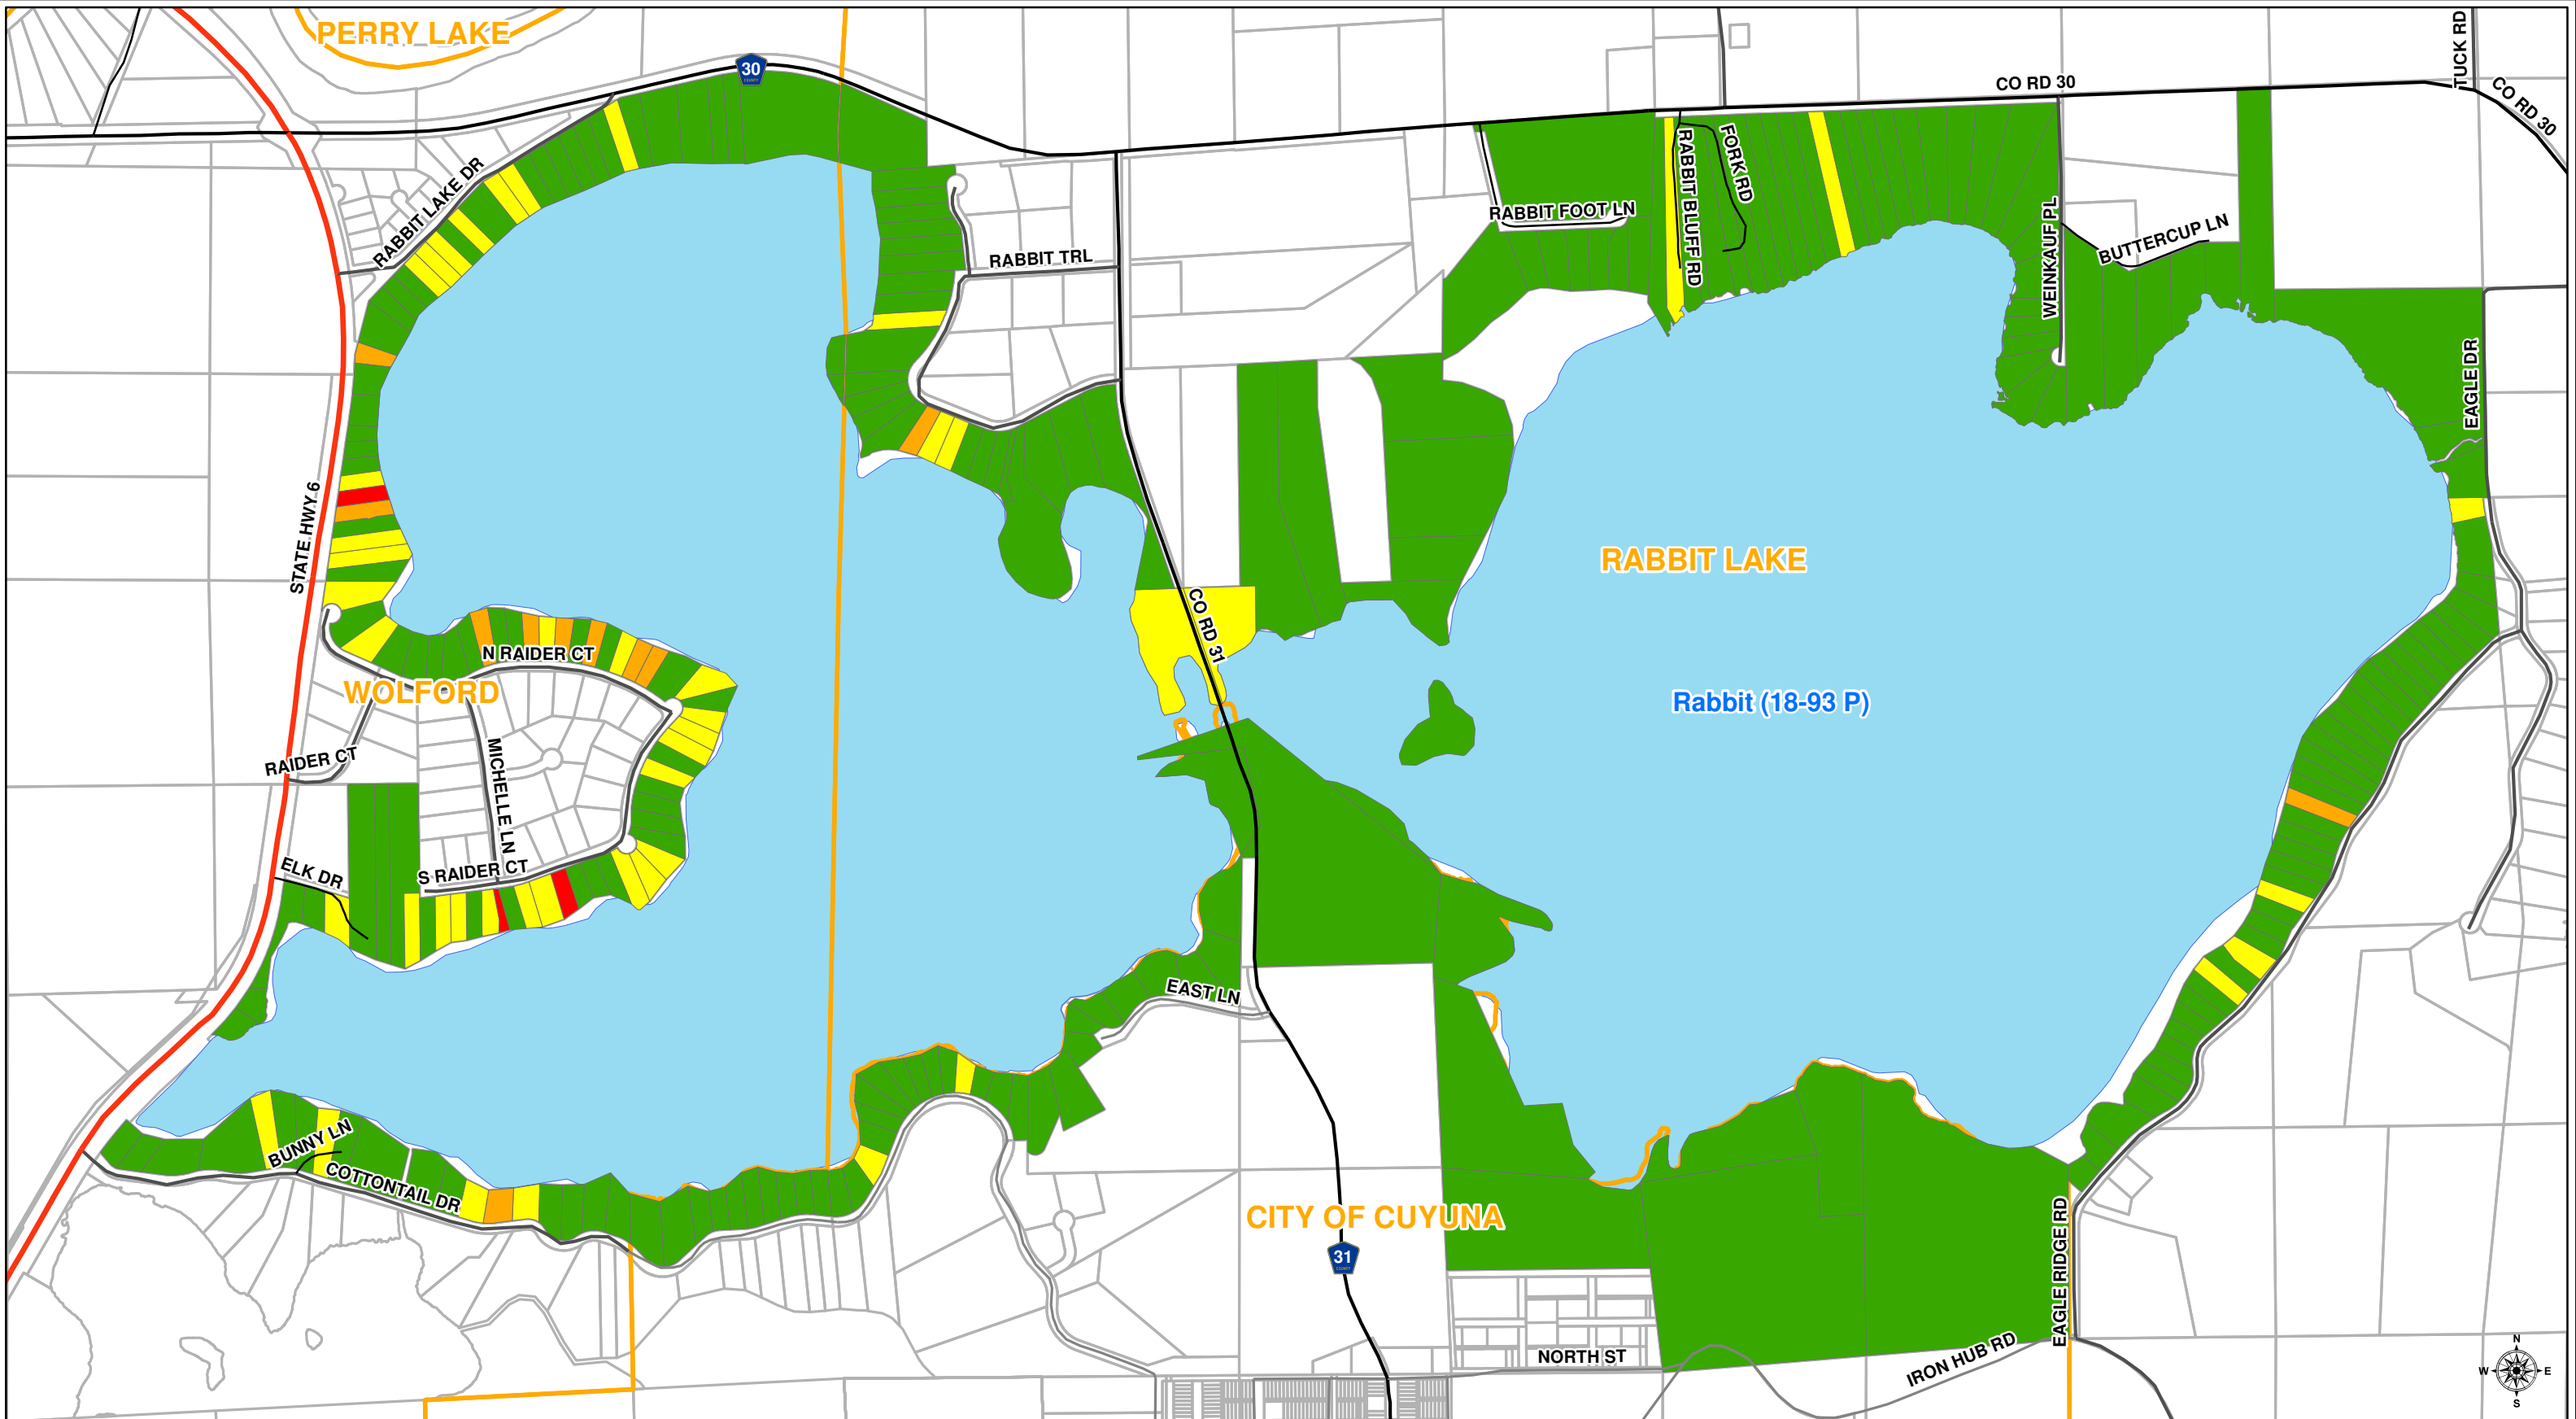 PERRY LAKE
TUCK RD
30
COUNTY
CO RD 30
CO RD 30
RABBIT LAKE DR
RABBIT BLUFF RD
FORK RD
RABBIT FOOT LN
RABBIT TRL
WEINKAUF PL
BUTTERCUP LN
EAGLE DR
STATE HWY 6
RABBIT LAKE
CO RD 31
N RAIDER CT
WOLFORD
Rabbit (18-93 P)
RAIDER CT
MICHELLE LN
ELK DR
S RAIDER CT
EAST LN
BUNNY LN
COTTONTAIL DR
CITY OF CUYUNA
31
COUNTY
EAGLE RIDGE RD
NORTH ST
IRON HUB RD
N
W E
S